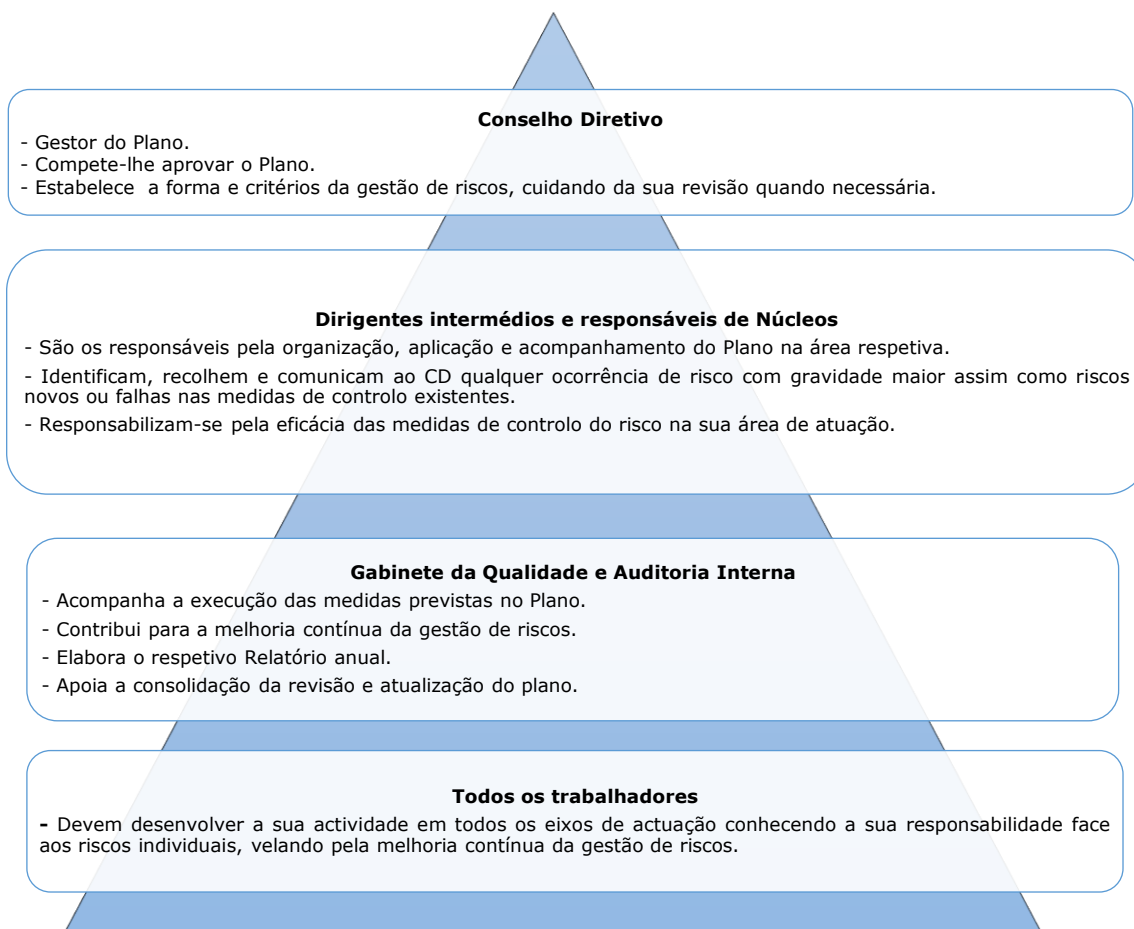 Conselho Diretivo
- Gestor do Plano.
- Compete-lhe aprovar o Plano.
- Estabelece a forma e critérios da gestão de riscos, cuidando da sua revisão quando necessária.
Dirigentes intermédios e responsáveis de Núcleos
- São os responsáveis pela organização, aplicação e acompanhamento do Plano na área respetiva.
- Identificam, recolhem e comunicam ao CD qualquer ocorrência de risco com gravidade maior assim como riscos
novos ou falhas nas medidas de controlo existentes.
- Responsabilizam-se pela eficácia das medidas de controlo do risco na sua área de atuação.
Gabinete da Qualidade e Auditoria Interna
- Acompanha a execução das medidas previstas no Plano.
- Contribui para a melhoria contínua da gestão de riscos.
- Elabora o respetivo Relatório anual.
- Apoia a consolidação da revisão e atualização do plano.
Todos os trabalhadores
- Devem desenvolver a sua actividade em todos os eixos de actuação conhecendo a sua responsabilidade face
aos riscos individuais, velando pela melhoria contínua da gestão de riscos.